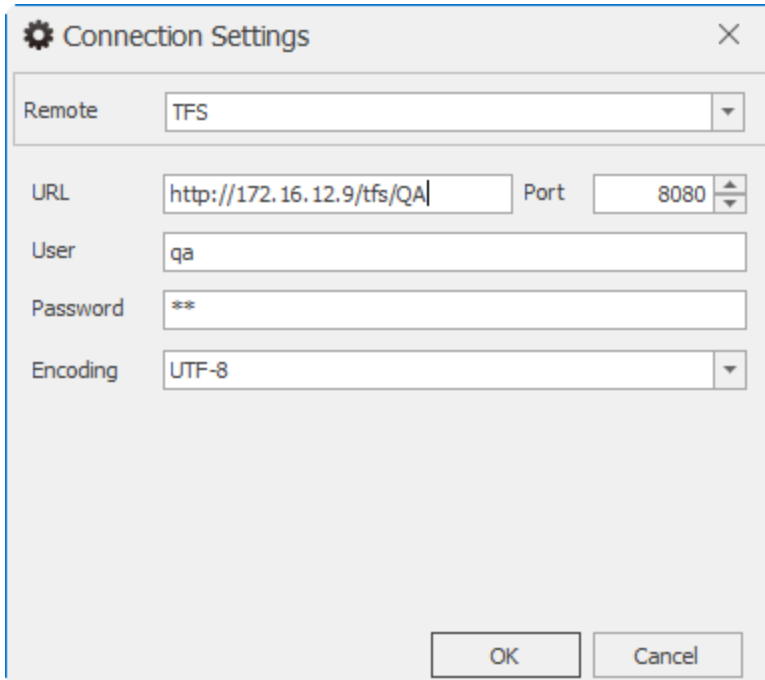 Connection Settings
Remote TFS
URL http://172.16.12.9/tfs/QA Port 8080
User qa
Password **
Encoding UTF-8
OK Cancel